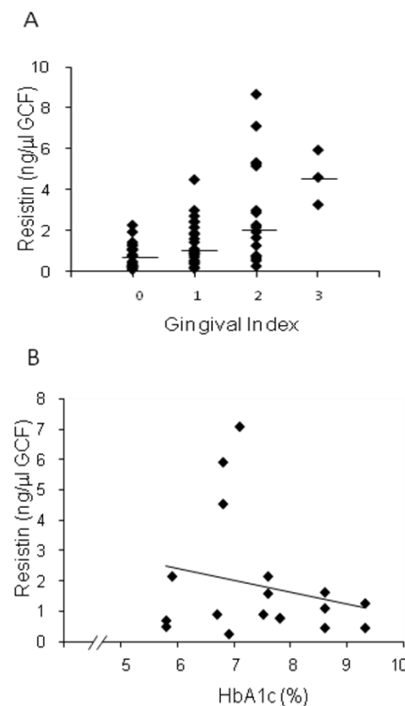 A
Resistin (ng/µl GCF)
10
8
6
4
2
0
0 1 2 3
Gingival Index
B
Resistin (ng/µl GCF)
8
7
6
5
4
3
2
1
0
5 6 7 8 9 10
HbA1c (%)